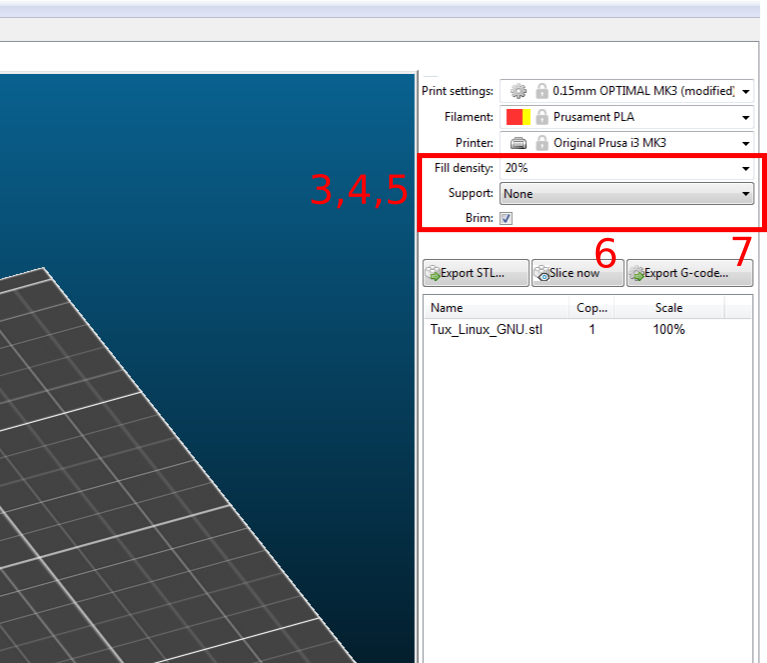 Print settings: 0.15mm OPTIMAL MK3 (modified)
Filament: Prusament PLA
Printer: Original Prusa i3 MK3
Fill density: 20%
3,4,5
Support: None
Brim:
6 7
Export STL... Slice now Export G-code...
Name Cop... Scale
Tux_Linux_GNU.stl 1 100%